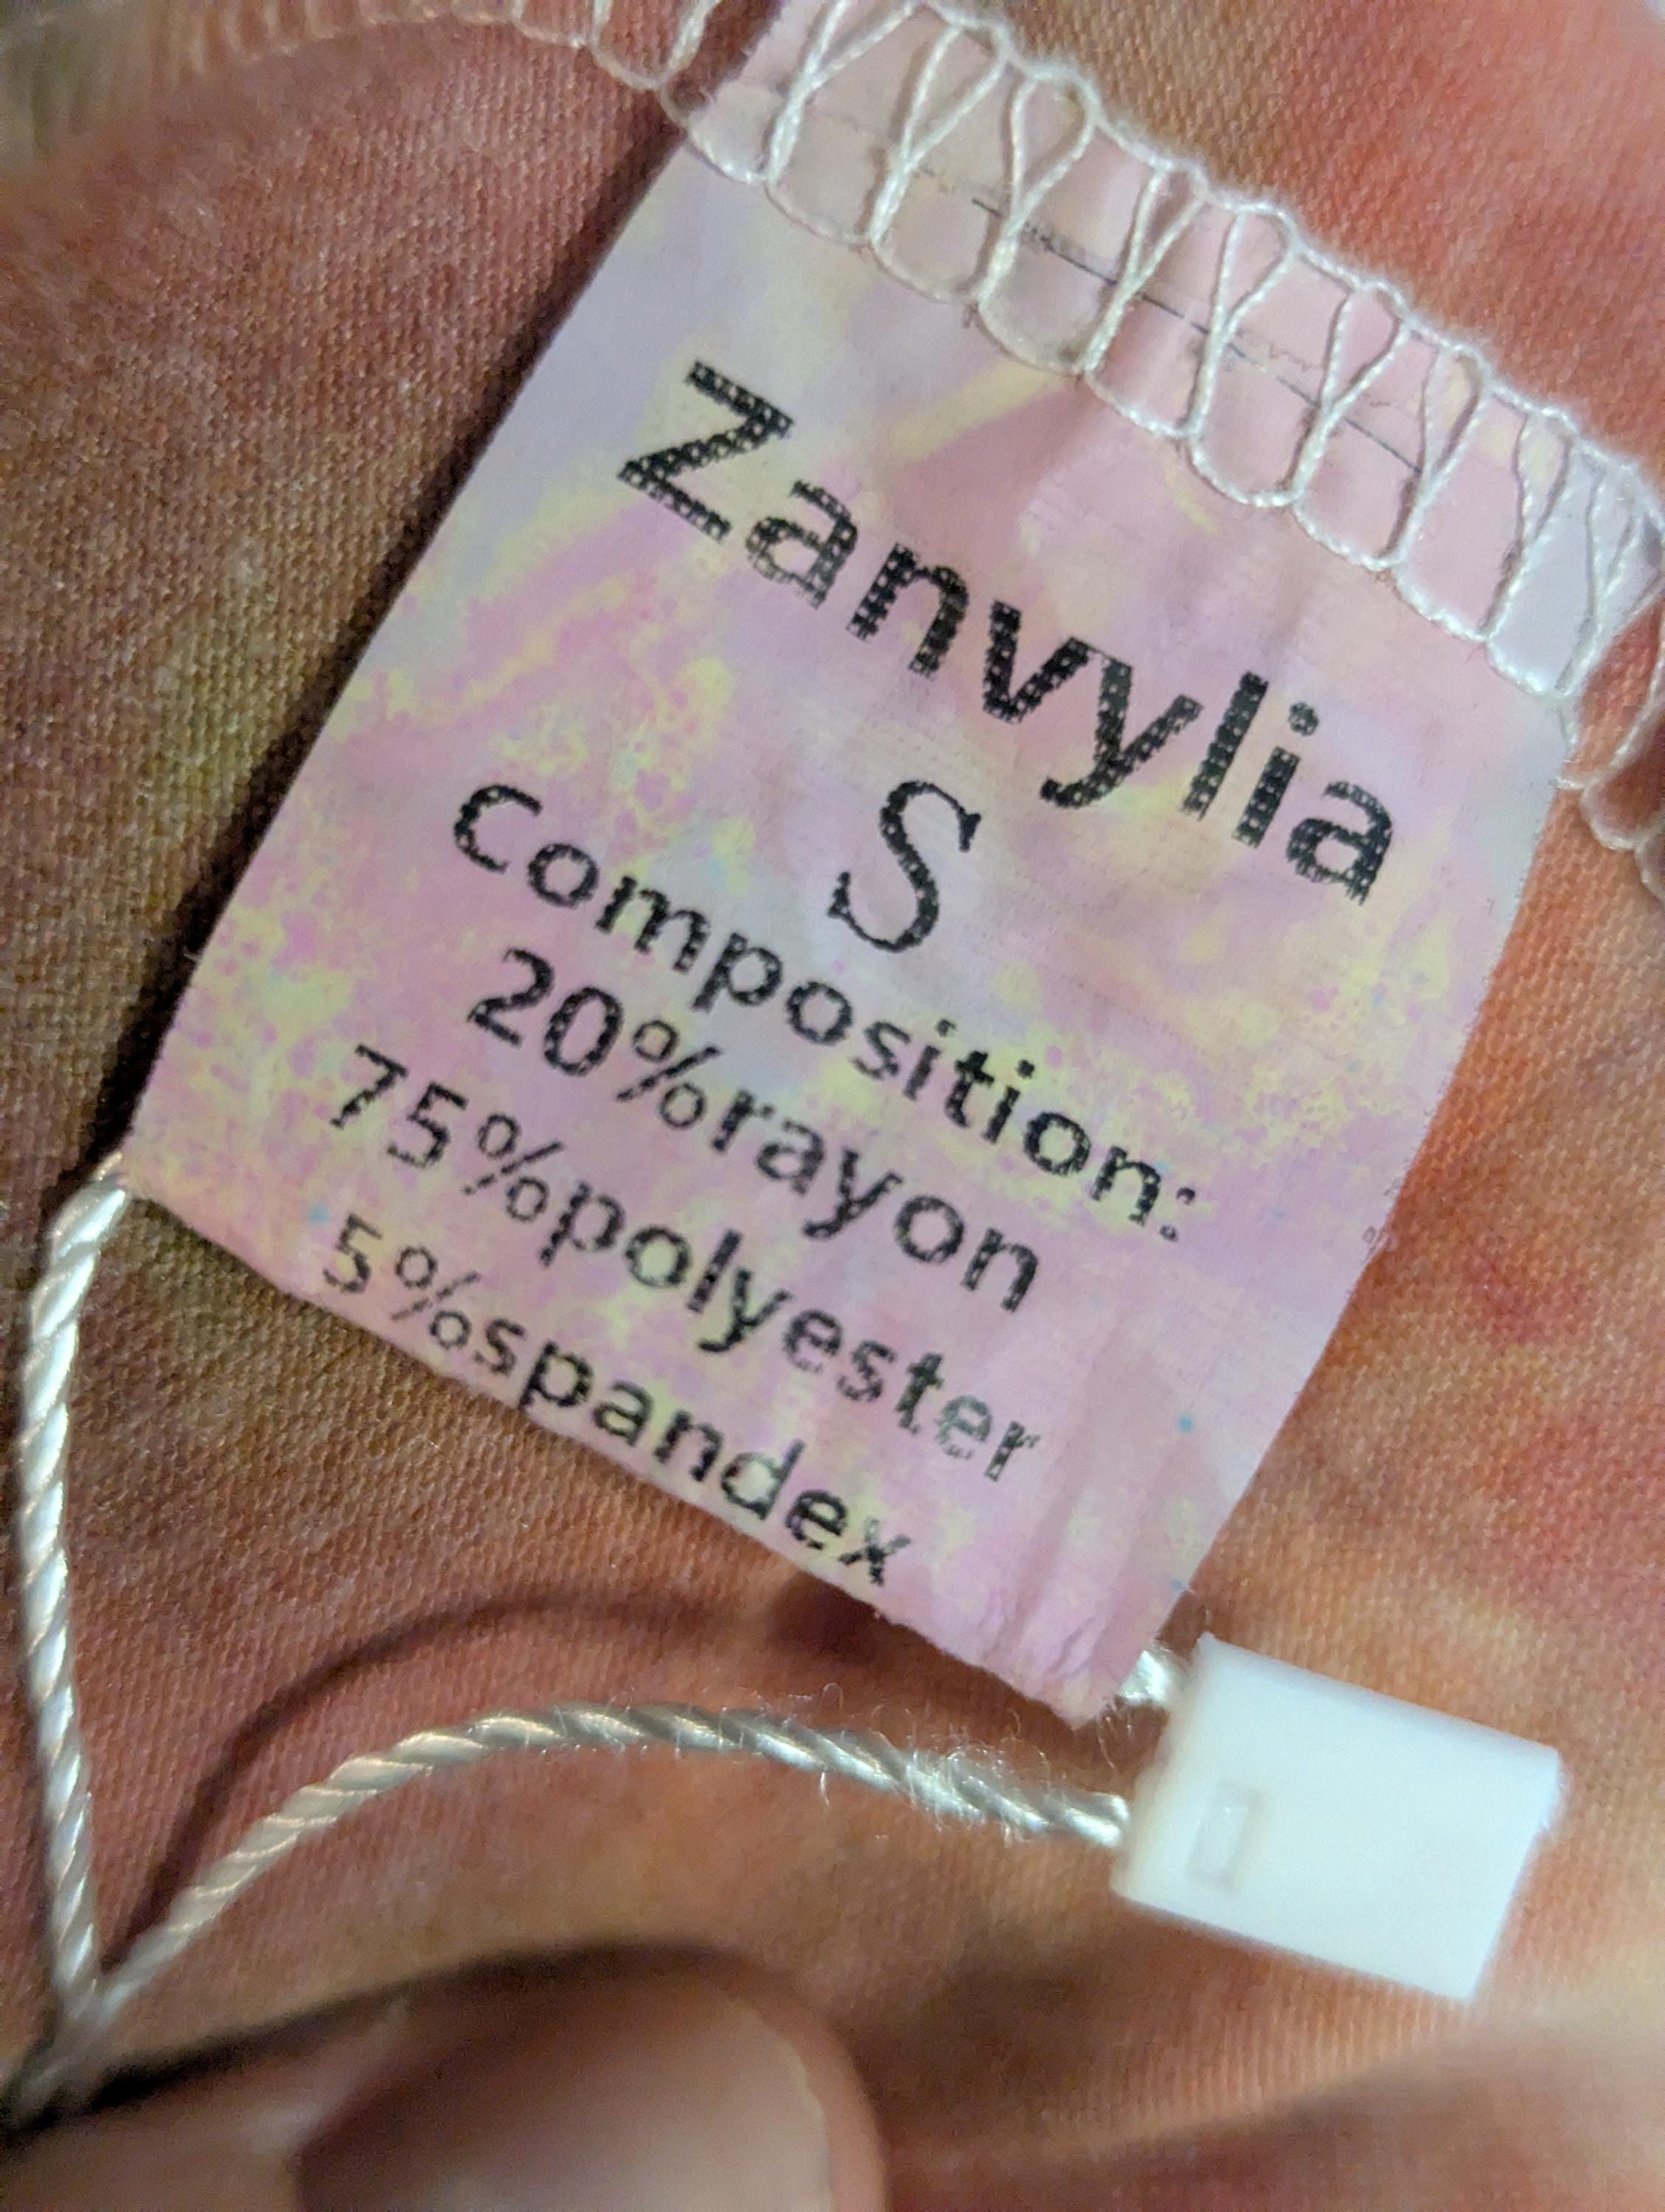 Zanvylia
S
Composition:
20%rayon
75%polyester
5%spandex